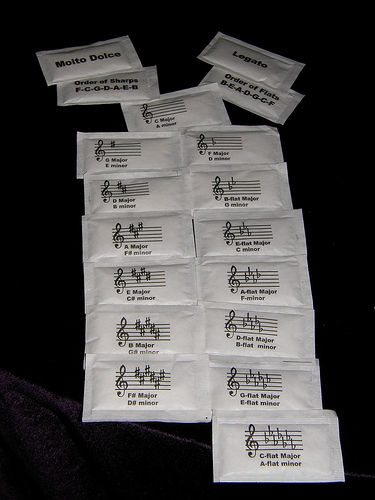 Molto Dolce
Legato
Order of Sharps
F-C-G-D-A-E-B
Order of Flats
B-E-A-D-G-C-F
C Major
A minor
G Major
E minor
F Major
D minor
D Major
B minor
B-flat Major
G minor
A Major
F# minor
E-flat Major
C minor
E Major
C# minor
A-flat Major
F-minor
B Major
G# minor
D-flat Major
B-flat minor
F# Major
D# minor
G-flat Major
E-flat minor
C-flat Major
A-flat minor